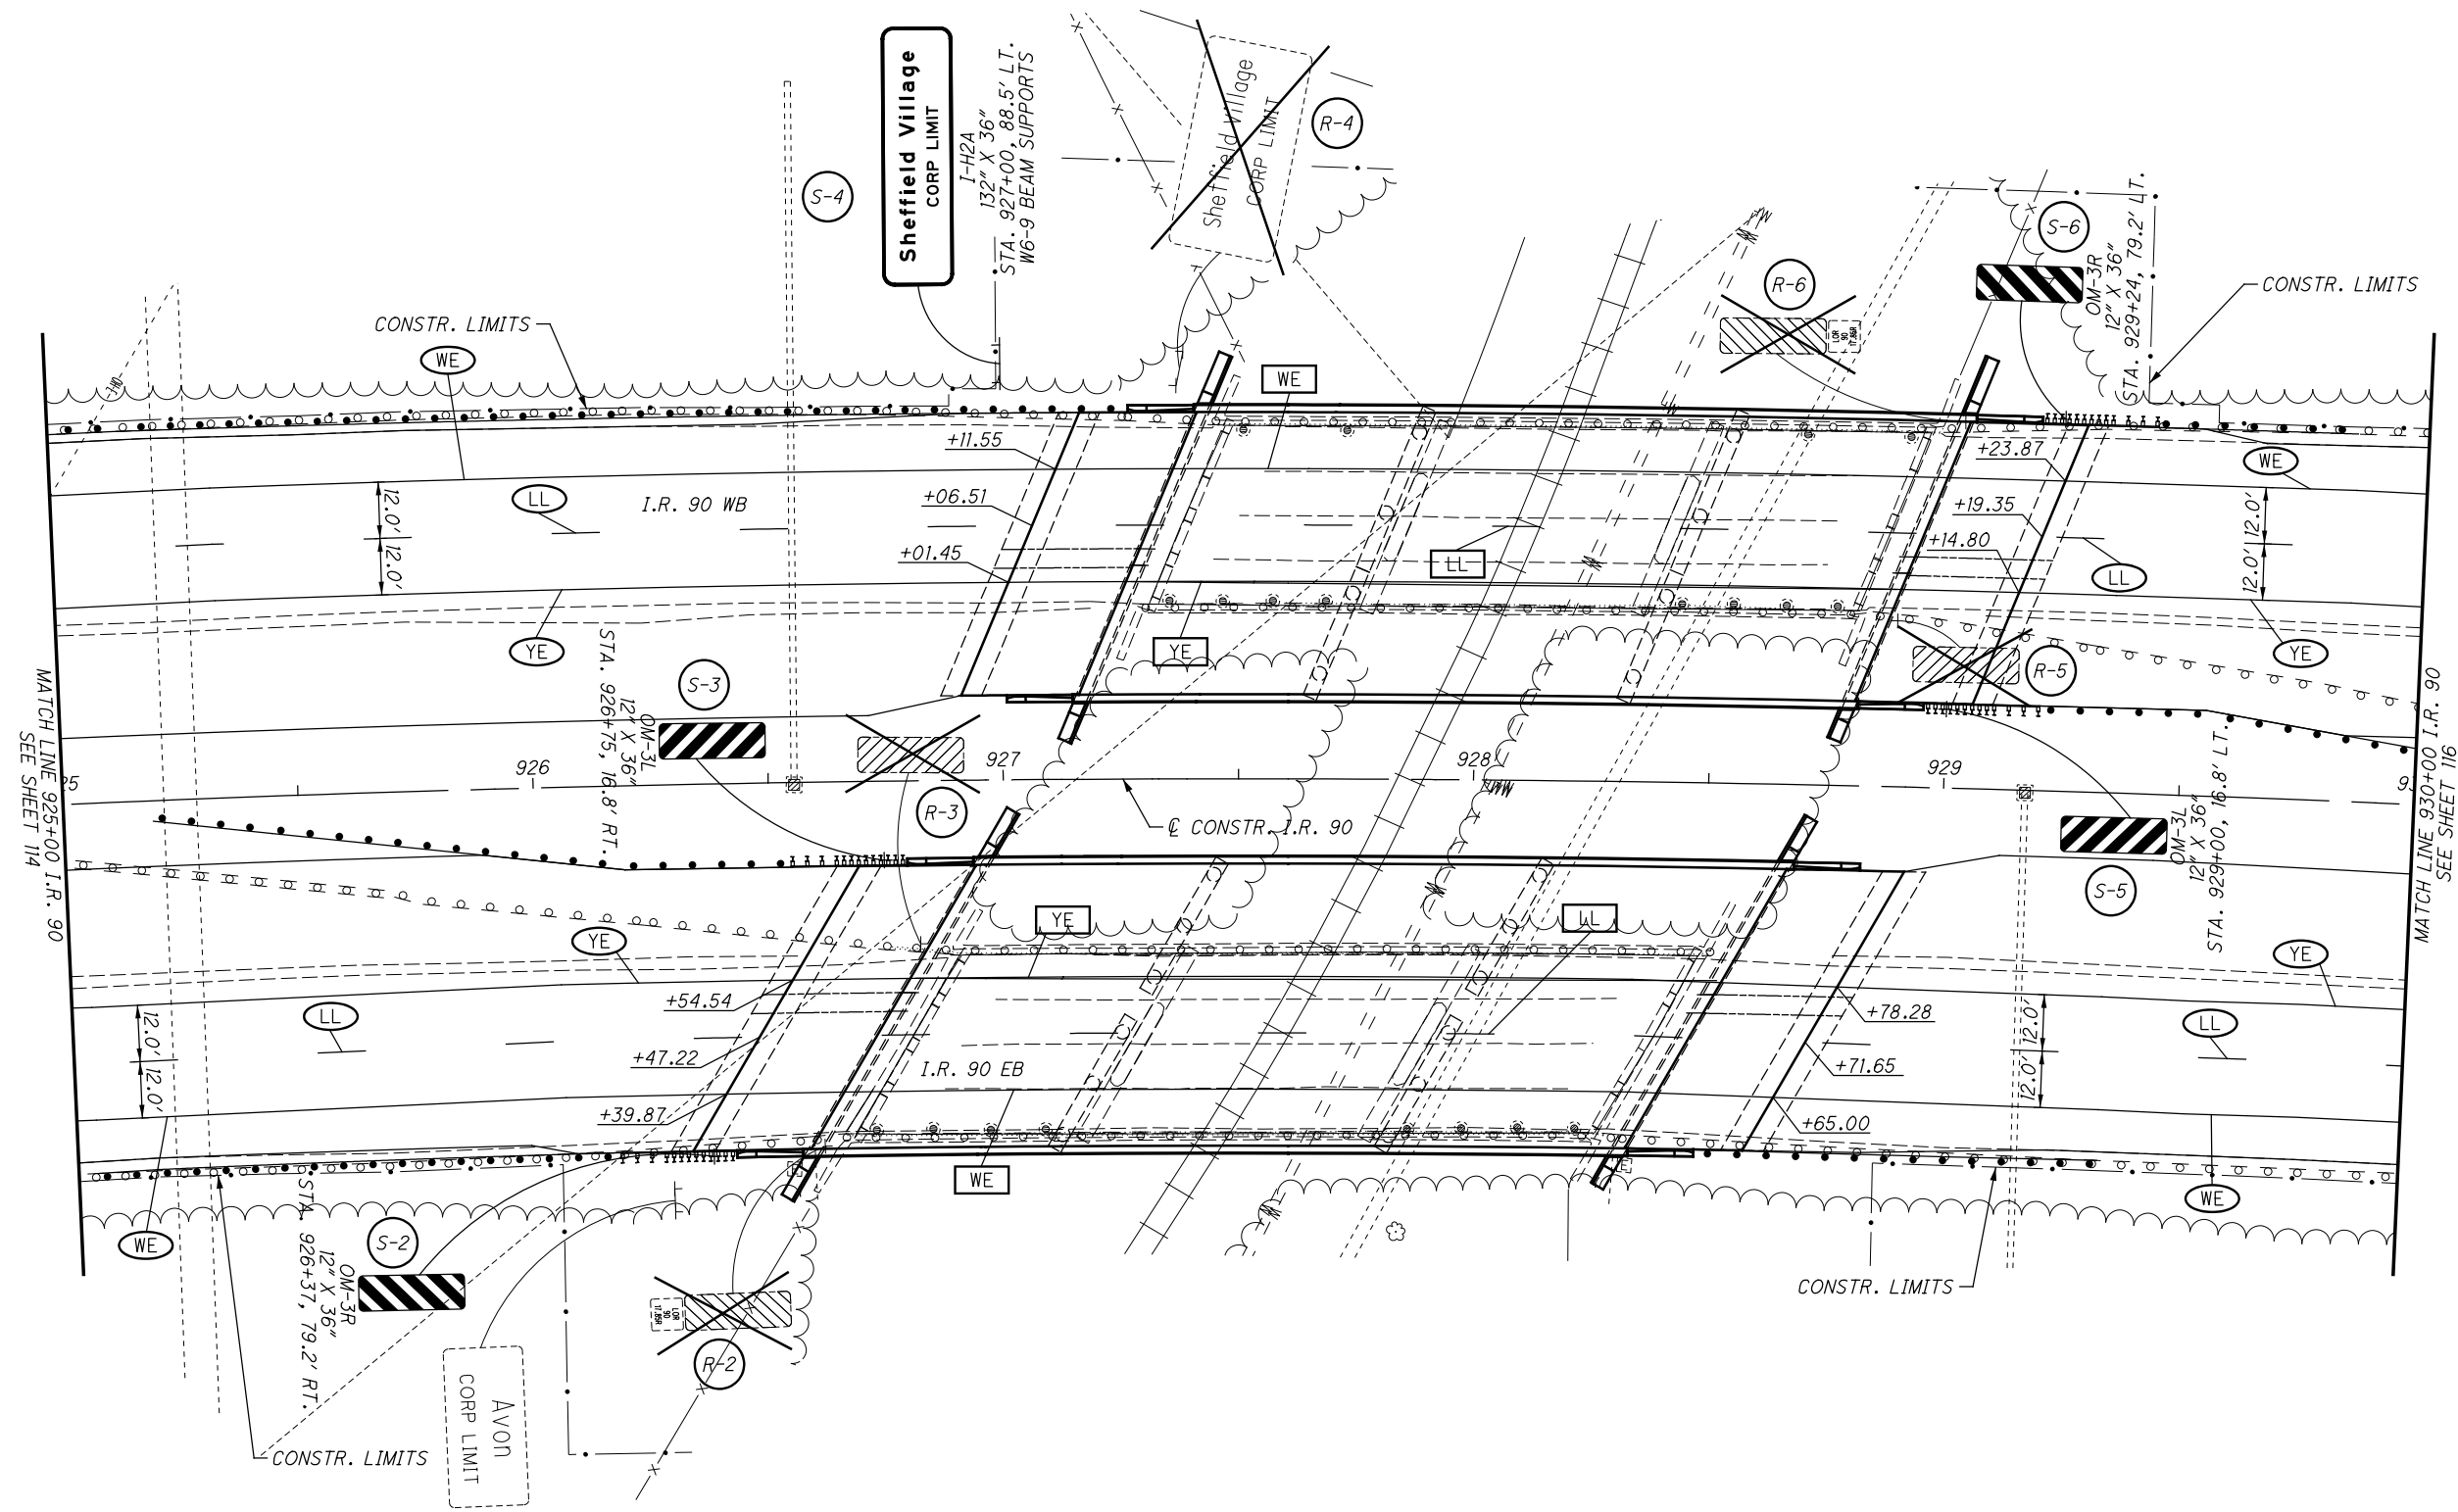 Sheffield Village
CORP LIMIT
I-H2A
132" X 36"
STA. 927+00, 88.5' LT.
W6-9 BEAM SUPPORTS
S-4
Sheffield Village
CORP LIMIT
R-4
R-6
LOR
90
17.85R
S-6
OM-3R
12" X 36"
STA. 929+24, 79.2' LT.
CONSTR. LIMITS
CONSTR. LIMITS
WE
WE
WE
LL
I.R. 90 WB
12.0'
12.0'
+11.55
+06.51
+01.45
LL
+23.87
+19.35
+14.80
12.0'
12.0'
LL
YE
YE
YE
S-3
OM-3L
12" X 36"
STA. 926+75, 16.8' RT.
R-3
R-5
MATCH LINE 925+00 I.R. 90
SEE SHEET 114
926
927
928
929
℄ CONSTR. I.R. 90
S-5
OM-3L
12" X 36"
STA. 929+00, 16.8' LT.
MATCH LINE 930+00 I.R. 90
SEE SHEET 116
YE
YE
LL
YE
LL
12.0'
12.0'
+54.54
+47.22
+39.87
I.R. 90 EB
+78.28
+71.65
+65.00
12.0'
12.0'
LL
WE
WE
WE
S-2
OM-3R
12" X 36"
STA. 926+37, 79.2' RT.
LOR
90
17.85R
R-2
CONSTR. LIMITS
Avon
CORP LIMIT
CONSTR. LIMITS